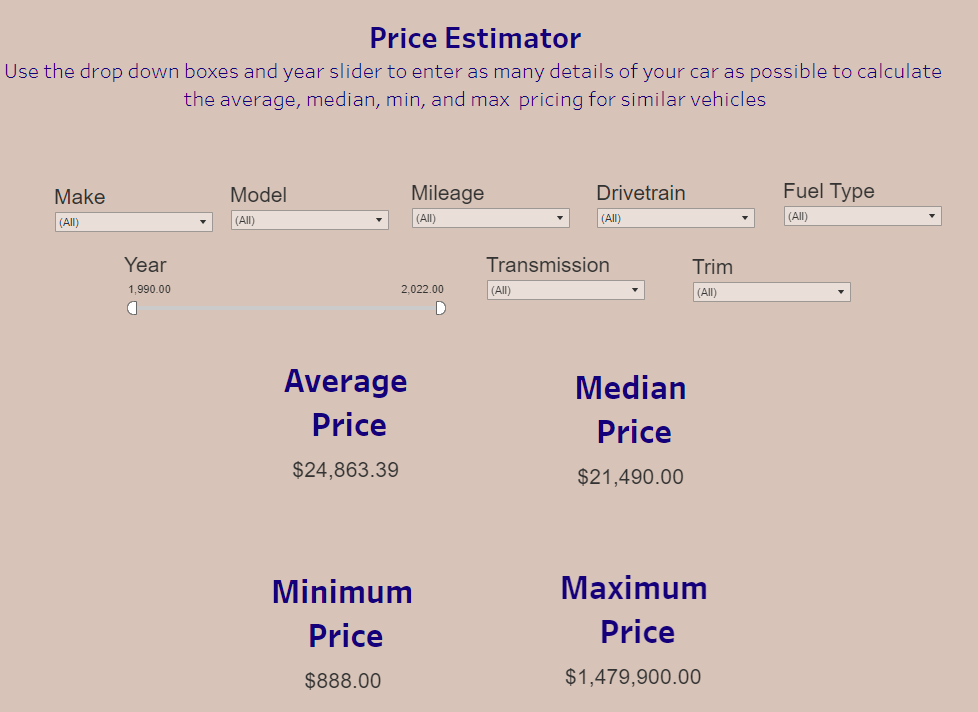 Price Estimator
Use the drop down boxes and year slider to enter as many details of your car as possible to calculate
the average, median, min, and max pricing for similar vehicles
Make
Model
Mileage
Drivetrain
Fuel Type
(All)
(All)
(All)
(All)
(All)
Year
Transmission
Trim
1,990.00
2,022.00
(All)
(All)
Average
Price
$24,863.39
Median
Price
$21,490.00
Minimum
Price
$888.00
Maximum
Price
$1,479,900.00